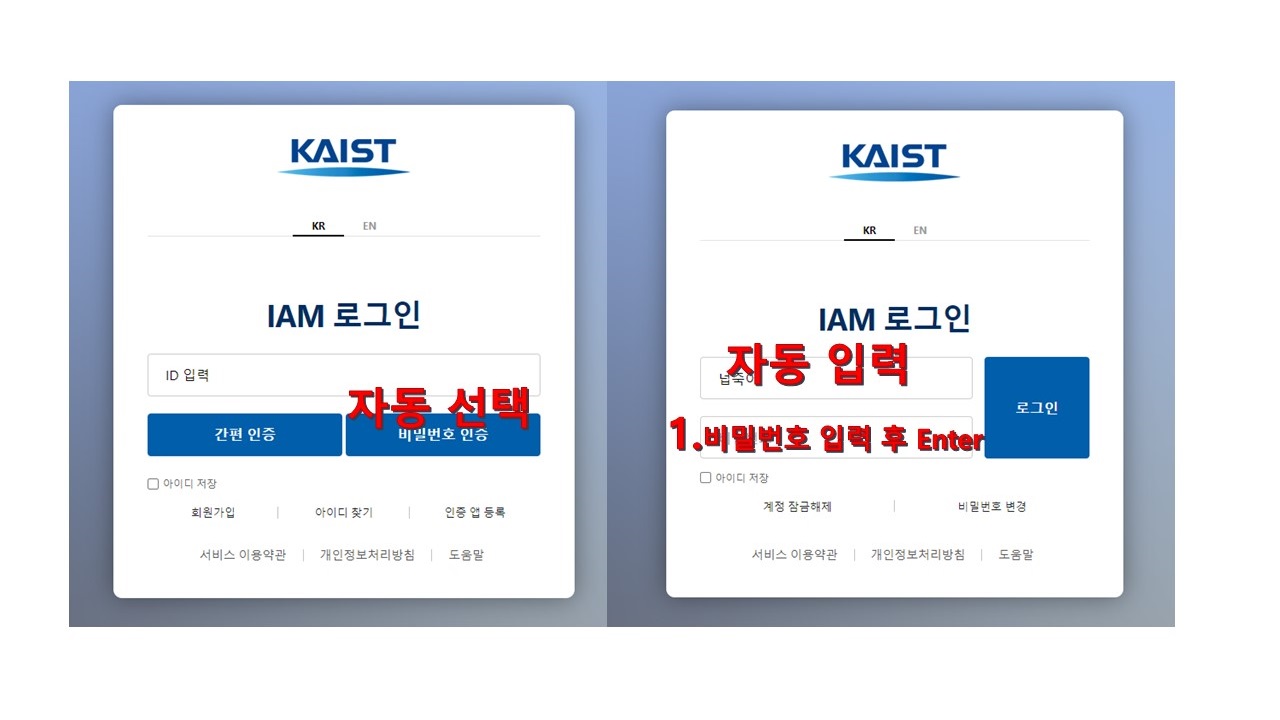 KAIST
KR EN
IAM 로그인
ID 입력
자동 선택
간편 인증 비밀번호 인증
아이디 저장
회원가입 아이디 찾기 인증 앱 등록
서비스 이용약관 개인정보처리방침 도움말
KAIST
KR EN
IAM 로그인
자동 입력
넙죽이
로그인
1.비밀번호 입력 후 Enter
아이디 저장
계정 잠금해제 비밀번호 변경
서비스 이용약관 개인정보처리방침 도움말